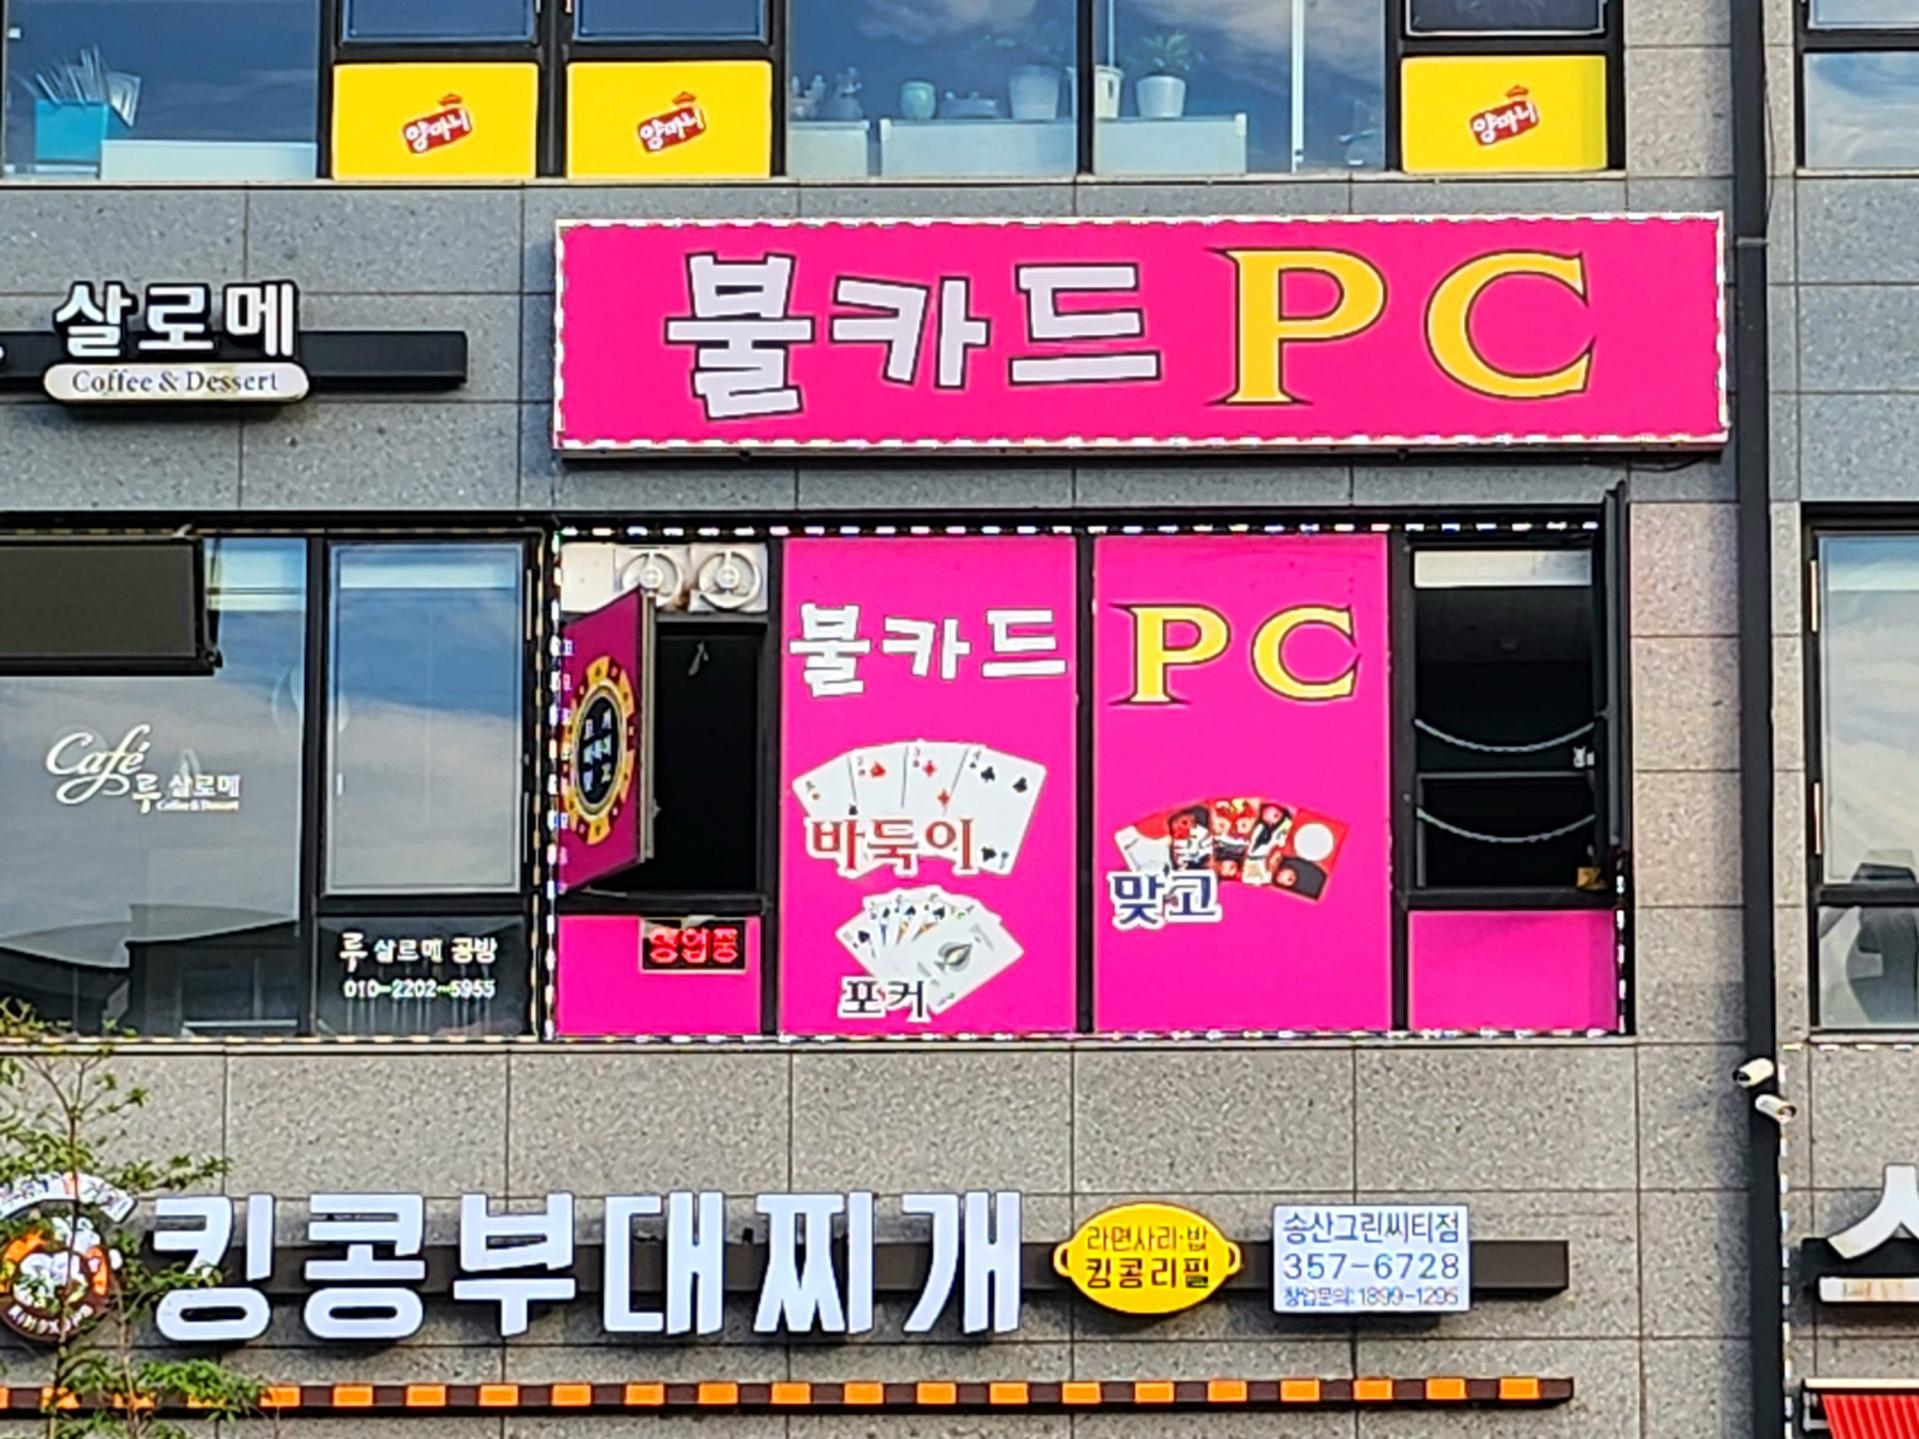 양마니
양마니
양마니
살로메
Coffee & Dessert
불카드 PC
불카드 PC
Café
루 살로메
Coffee & Dessert
바둑이
맞고
포커
영업중
루 살로메 공방
010-2202-5955
킹콩부대찌개
라면사리·밥
킹콩리필
송산그린씨티점
357-6728
창업문의:1899-1295